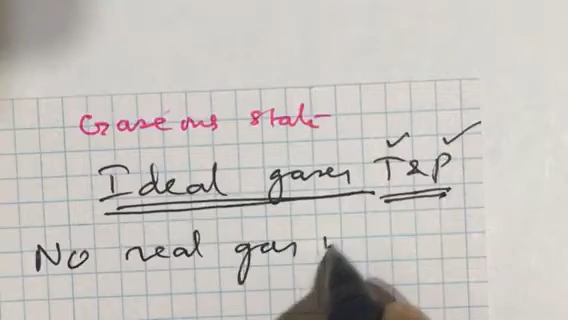 Gaseous state
Ideal gases T & P
No real gas